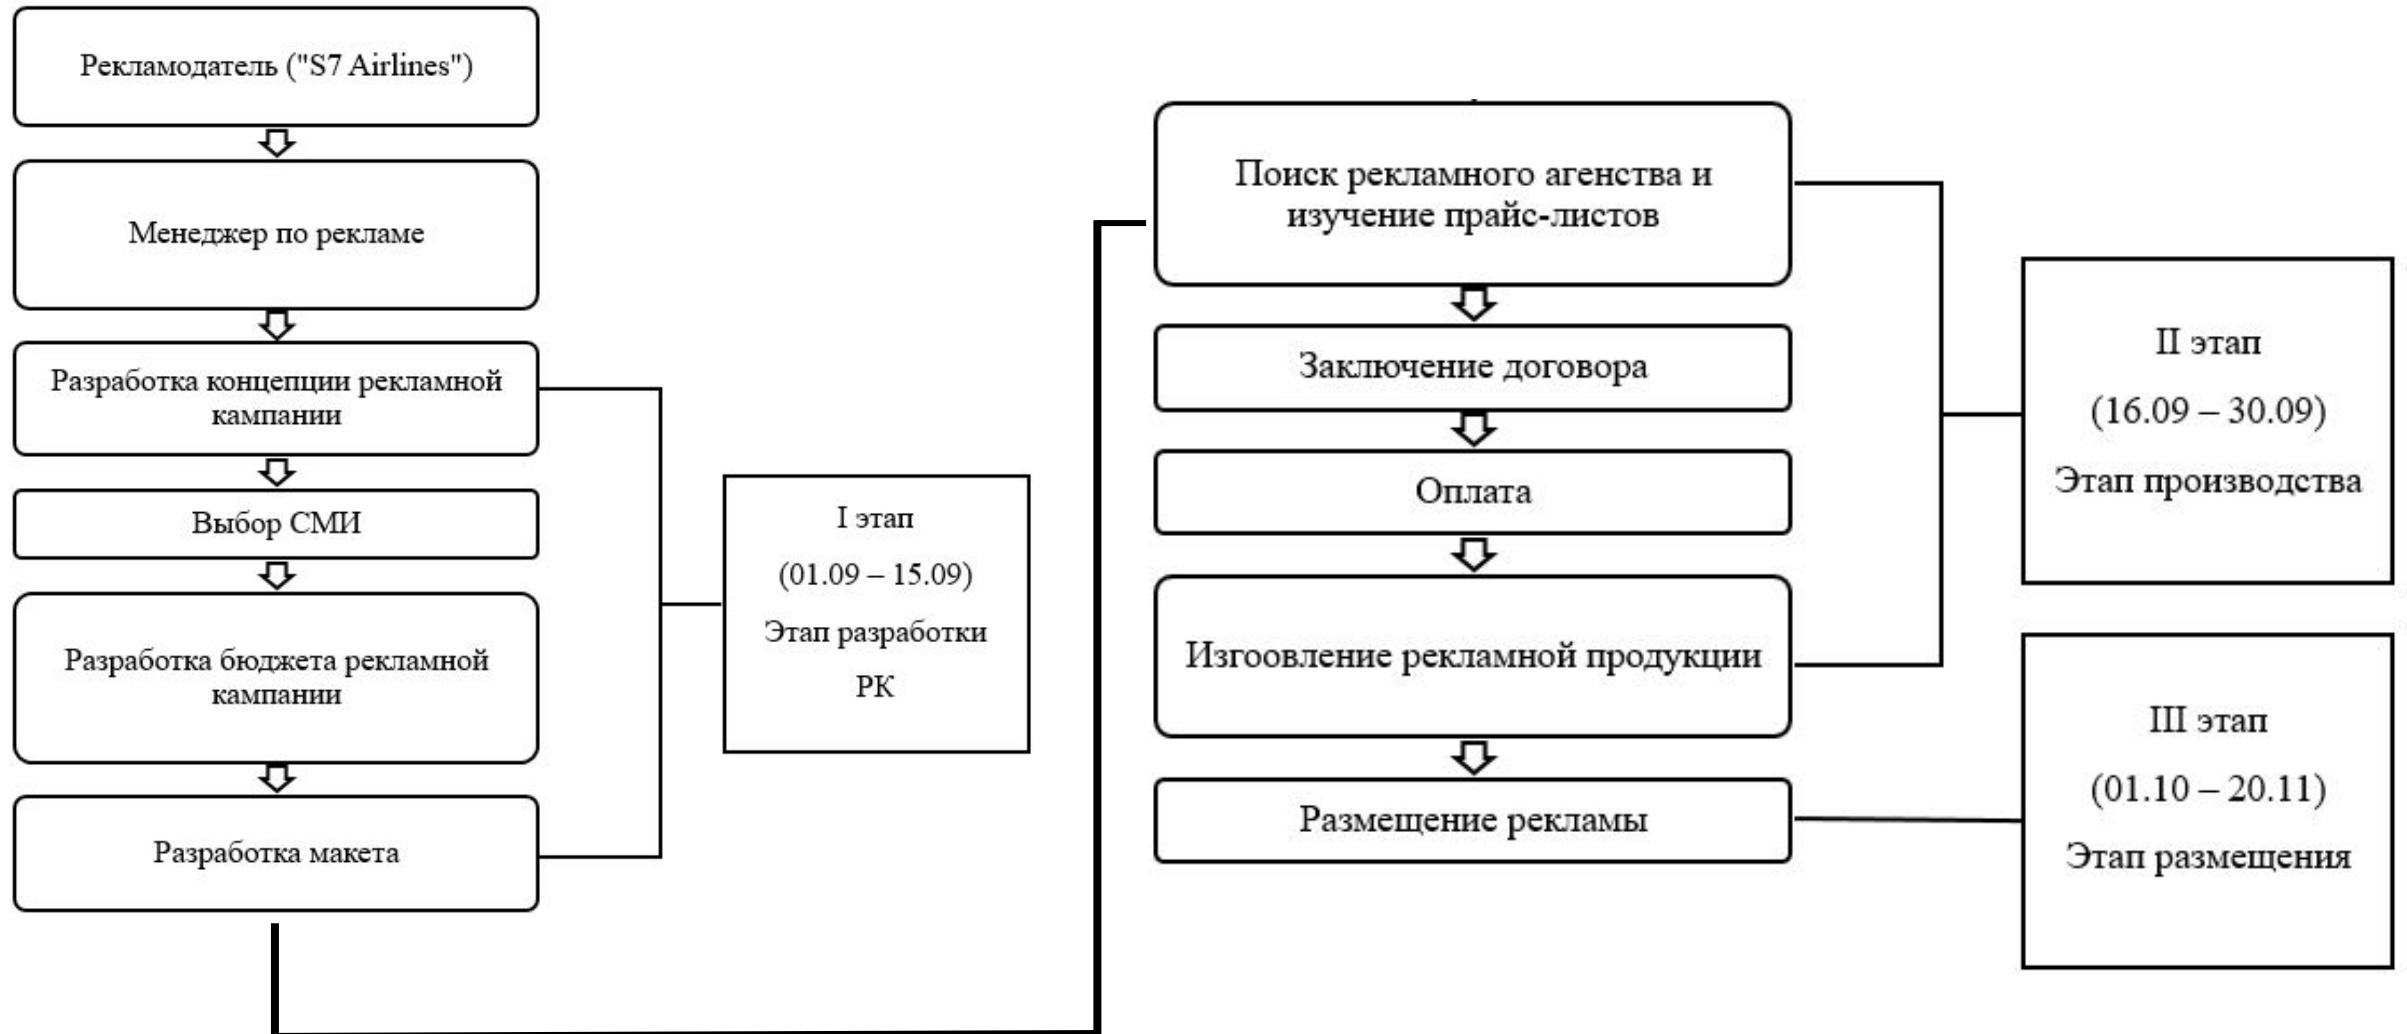 Рекламодатель ("S7 Airlines")
Менеджер по рекламе
Разработка концепции рекламной
кампании
Выбор СМИ
Разработка бюджета рекламной
кампании
Разработка макета
I этап
(01.09 – 15.09)
Этап разработки
РК
Поиск рекламного агенства и
изучение прайс-листов
Заключение договора
Оплата
Изгоовление рекламной продукции
Размещение рекламы
II этап
(16.09 – 30.09)
Этап производства
III этап
(01.10 – 20.11)
Этап размещения